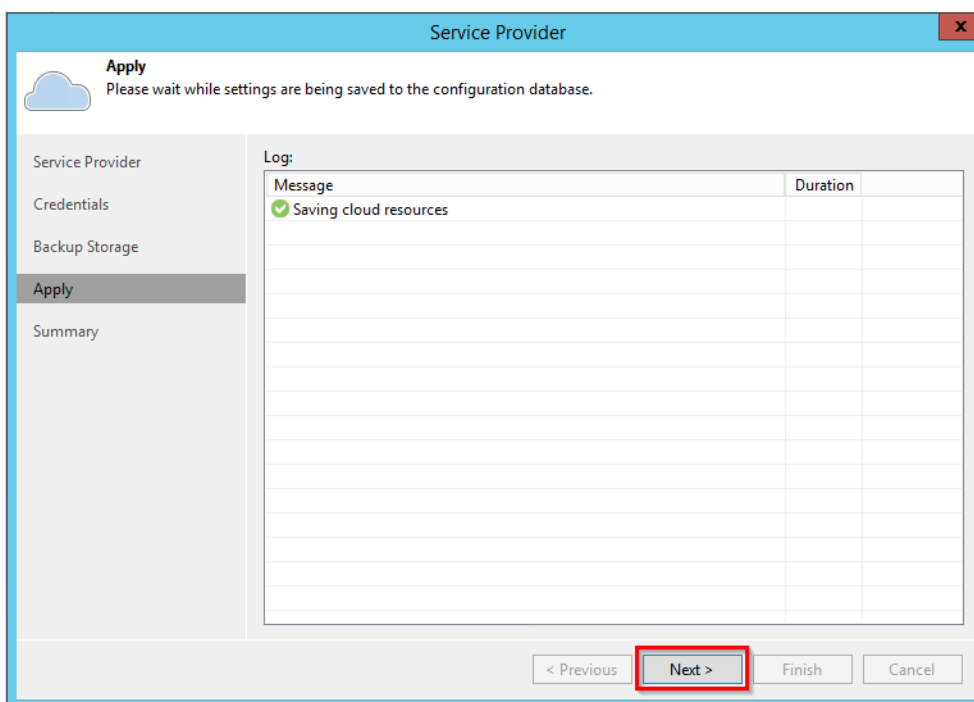 Service Provider
x
Apply
Please wait while settings are being saved to the configuration database.
Service Provider
Credentials
Backup Storage
Apply
Summary
Log:
Message Duration
Saving cloud resources
< Previous Next > Finish Cancel